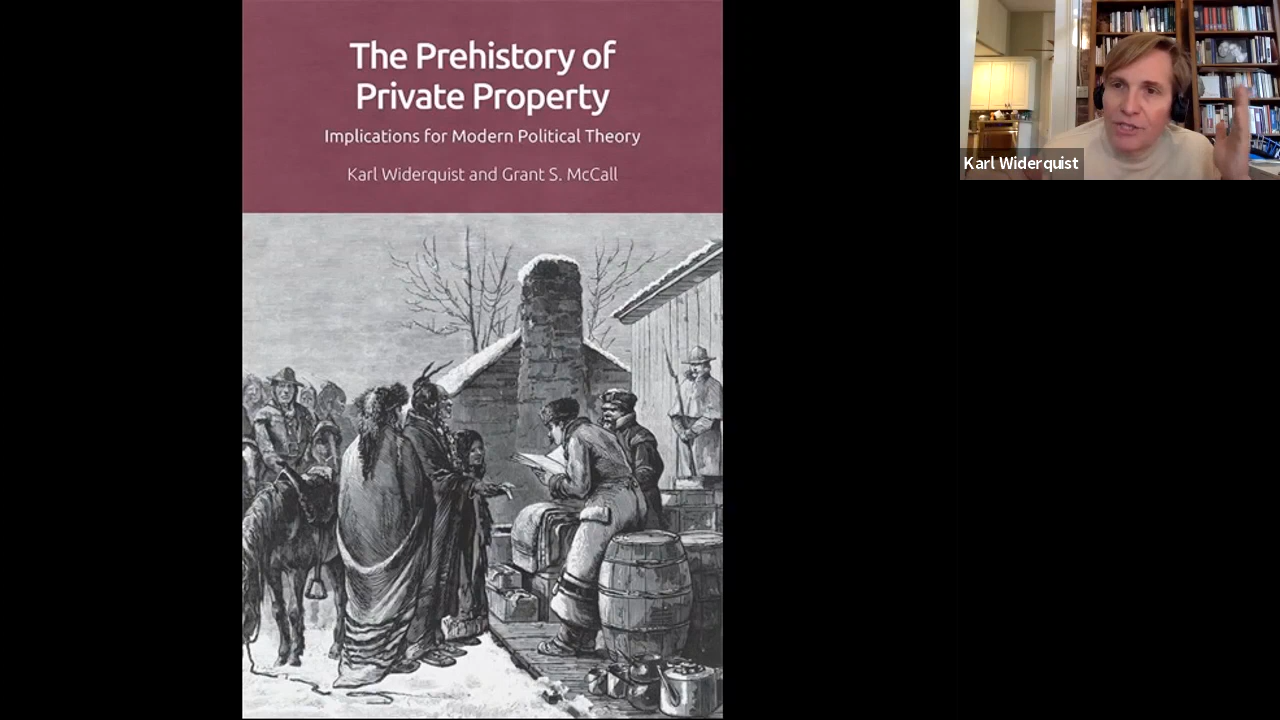 The Prehistory of
Private Property
Implications for Modern Political Theory
Karl Widerquist and Grant S. McCall
Karl Widerquist